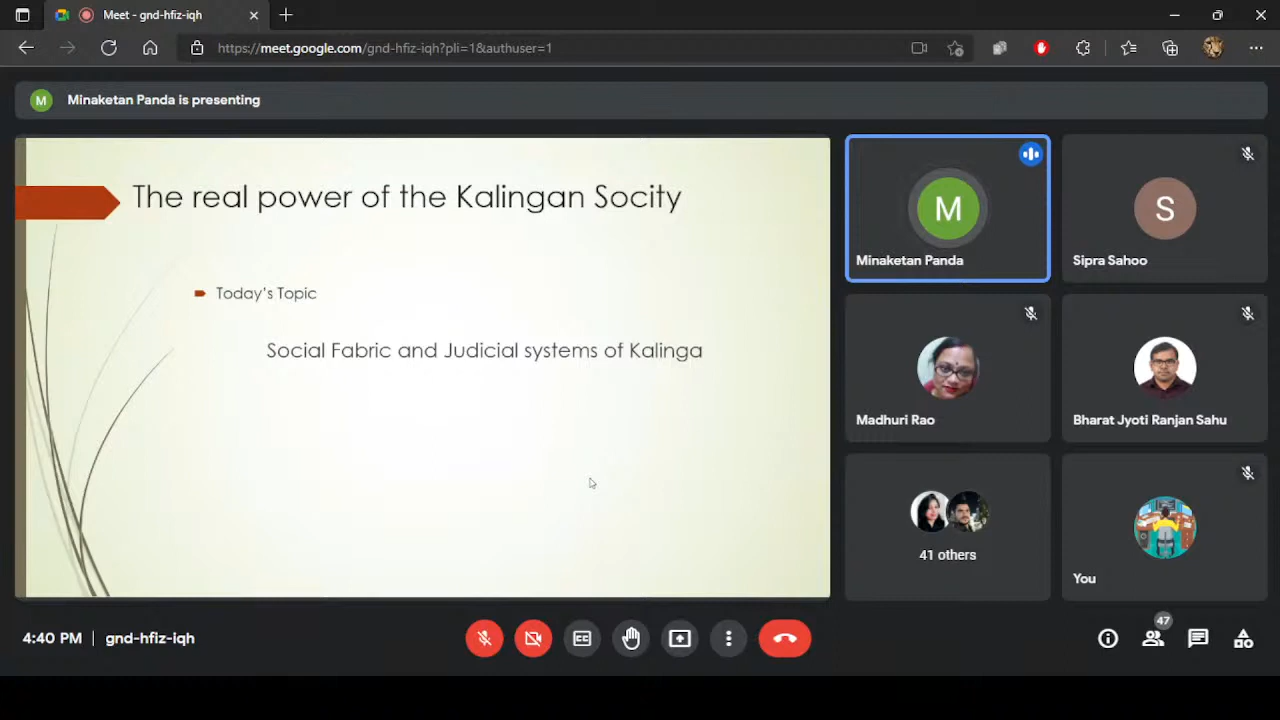 Meet - gnd-hfiz-iqh
https://meet.google.com/gnd-hfiz-iqh?pli=1&authuser=1
M
Minaketan Panda is presenting
The real power of the Kalingan Socity
Today's Topic
Social Fabric and Judicial systems of Kalinga
M
Minaketan Panda
S
Sipra Sahoo
Madhuri Rao
Bharat Jyoti Ranjan Sahu
41 others
You
4:40 PM | gnd-hfiz-iqh
CC
47